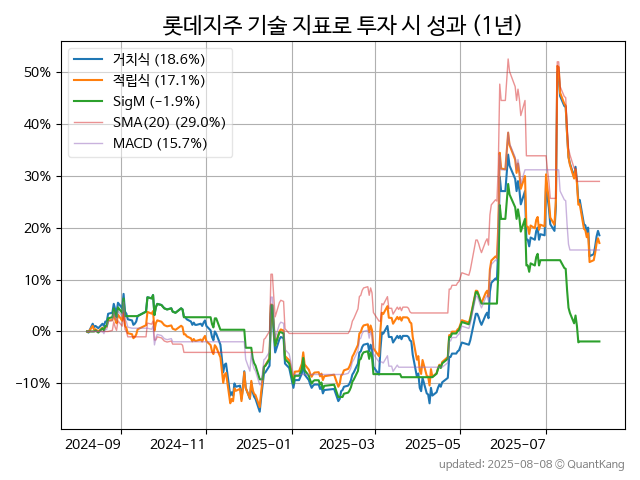 롯데지주 기술 지표로 투자 시 성과 (1년)
거치식 (18.6%)
적립식 (17.1%)
SigM (−1.9%)
SMA(20) (29.0%)
MACD (15.7%)
50%
40%
30%
20%
10%
0%
−10%
2024-09 2024-11 2025-01 2025-03 2025-05 2025-07
updated: 2025-08-08 © QuantKang